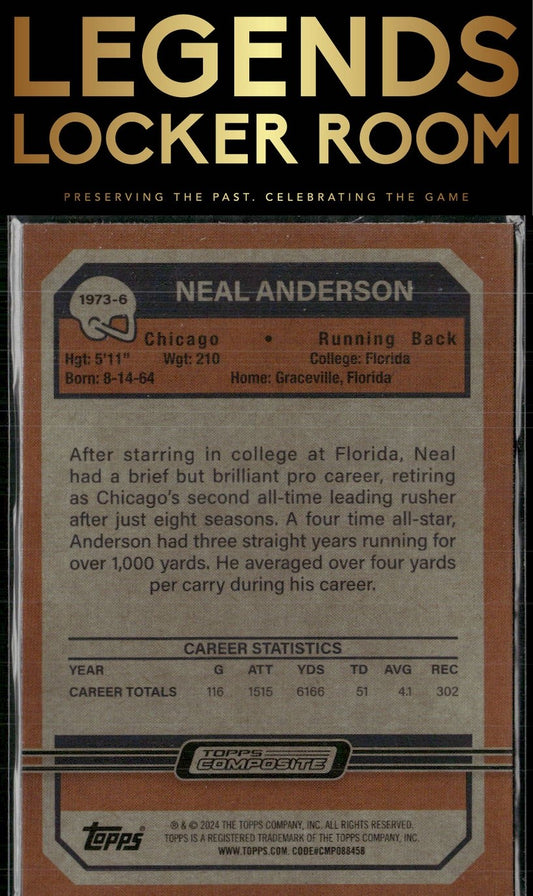 LEGENDS
LOCKER ROOM
PRESERVING THE PAST. CELEBRATING THE GAME
1973-6
NEAL ANDERSON
Chicago • Running Back
Hgt: 5'11" Wgt: 210 College: Florida
Born: 8-14-64 Home: Graceville, Florida
After starring in college at Florida, Neal
had a brief but brilliant pro career, retiring
as Chicago's second all-time leading rusher
after just eight seasons. A four time all-star,
Anderson had three straight years running for
over 1,000 yards. He averaged over four yards
per carry during his career.
CAREER STATISTICS
YEAR G ATT YDS TD AVG REC
CAREER TOTALS 116 1515 6166 51 4.1 302
TOPPS
COMPOSITE
topps
® & © 2024 THE TOPPS COMPANY, INC. ALL RIGHTS RESERVED.
TOPPS IS A REGISTERED TRADEMARK OF THE TOPPS COMPANY, INC.
WWW.TOPPS.COM. CODE#CMP088458